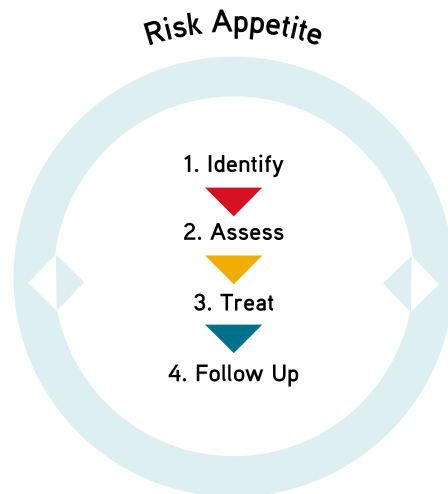 Risk Appetite
1. Identify
2. Assess
3. Treat
4. Follow Up